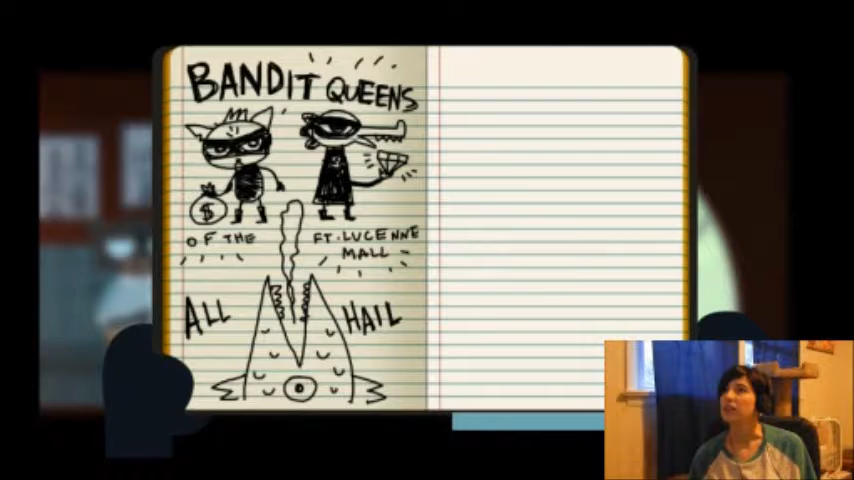 BANDIT QUEENS
$
OF THE FT. LUCENNE
MALL
ALL HAIL